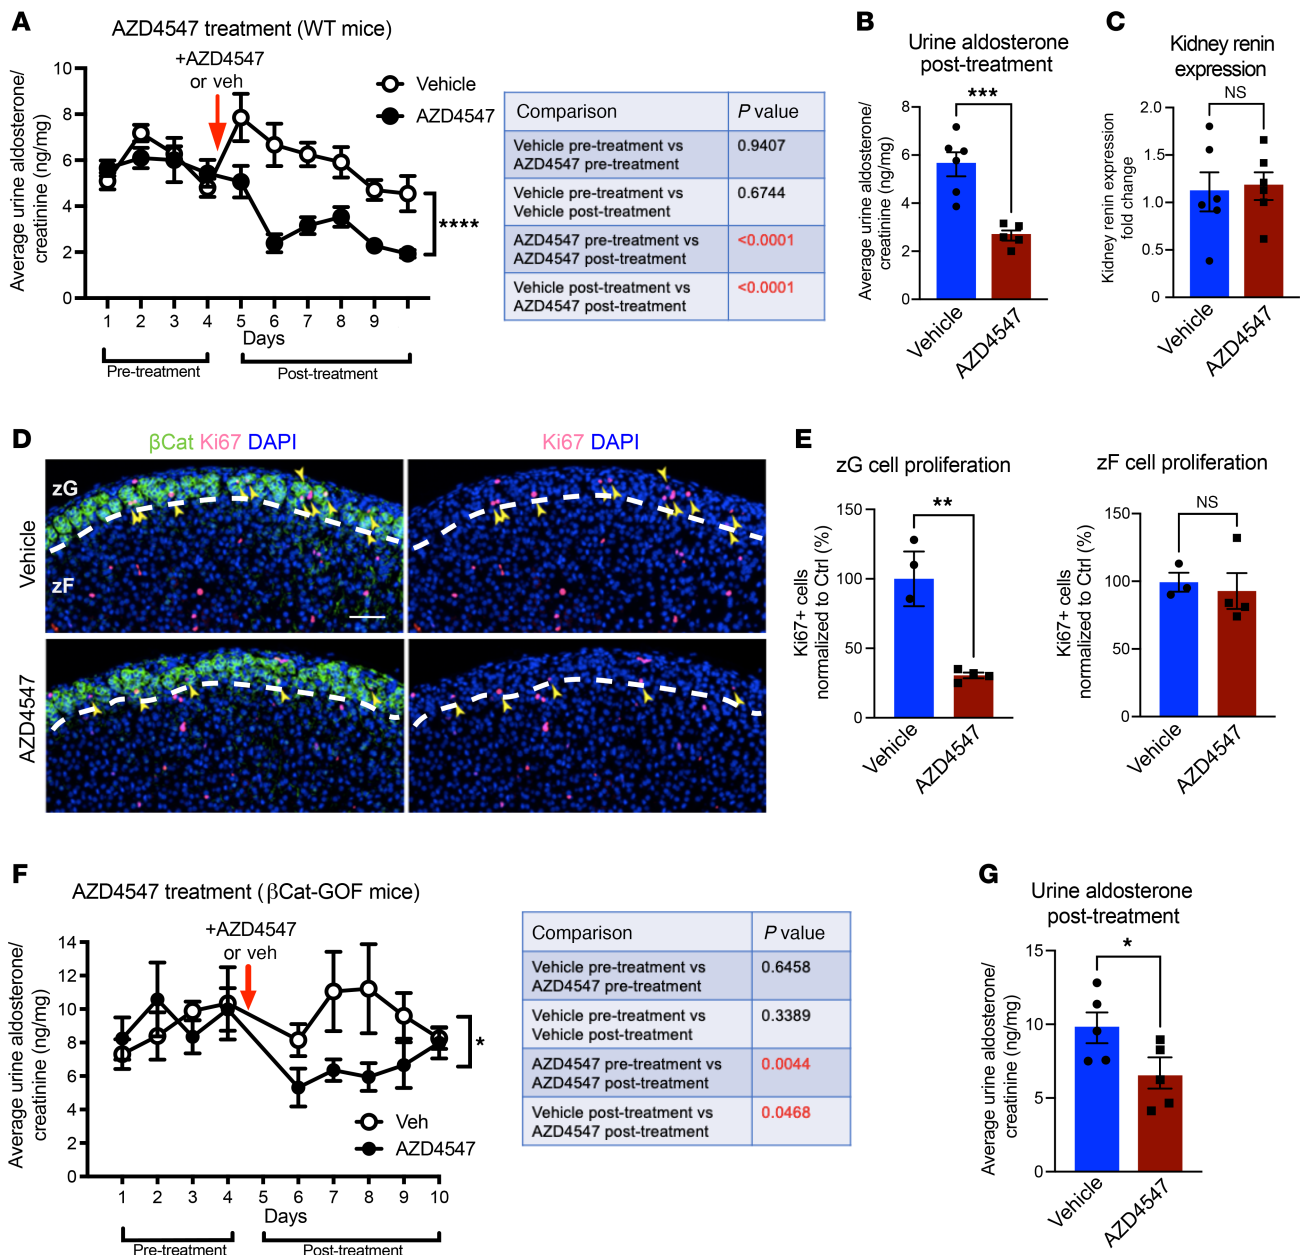 A
AZD4547 treatment (WT mice)
+AZD4547
or veh
Average urine aldosterone/
creatinine (ng/mg)
10
8
6
4
2
0
Vehicle
AZD4547
****
1 2 3 4 5 6 7 8 9
Days
Pre-treatment
Post-treatment
Comparison P value
Vehicle pre-treatment vs
AZD4547 pre-treatment
0.9407
Vehicle pre-treatment vs
Vehicle post-treatment
0.6744
AZD4547 pre-treatment vs
AZD4547 post-treatment
<0.0001
Vehicle post-treatment vs
AZD4547 post-treatment
<0.0001
B
Urine aldosterone
post-treatment
Average urine aldosterone/
creatinine (ng/mg)
8
6
4
2
0
***
Vehicle
AZD4547
C
Kidney renin
expression
Kidney renin expression
fold change
2.0
1.5
1.0
0.5
0
NS
Vehicle
AZD4547
D
βCat Ki67 DAPI
Ki67 DAPI
Vehicle
zG
zF
AZD4547
E
zG cell proliferation
Ki67+ cells
normalized to Ctrl (%)
150
100
50
0
**
Vehicle
AZD4547
zF cell proliferation
Ki67+ cells
normalized to Ctrl (%)
150
100
50
0
NS
Vehicle
AZD4547
F
AZD4547 treatment (βCat-GOF mice)
+AZD4547
or veh
Average urine aldosterone/
creatinine (ng/mg)
14
12
10
8
6
4
2
0
*
Veh
AZD4547
1 2 3 4 5 6 7 8 9 10
Days
Pre-treatment
Post-treatment
Comparison P value
Vehicle pre-treatment vs
AZD4547 pre-treatment
0.6458
Vehicle pre-treatment vs
Vehicle post-treatment
0.3389
AZD4547 pre-treatment vs
AZD4547 post-treatment
0.0044
Vehicle post-treatment vs
AZD4547 post-treatment
0.0468
G
Urine aldosterone
post-treatment
Average urine aldosterone/
creatinine (ng/mg)
15
10
5
0
*
Vehicle
AZD4547